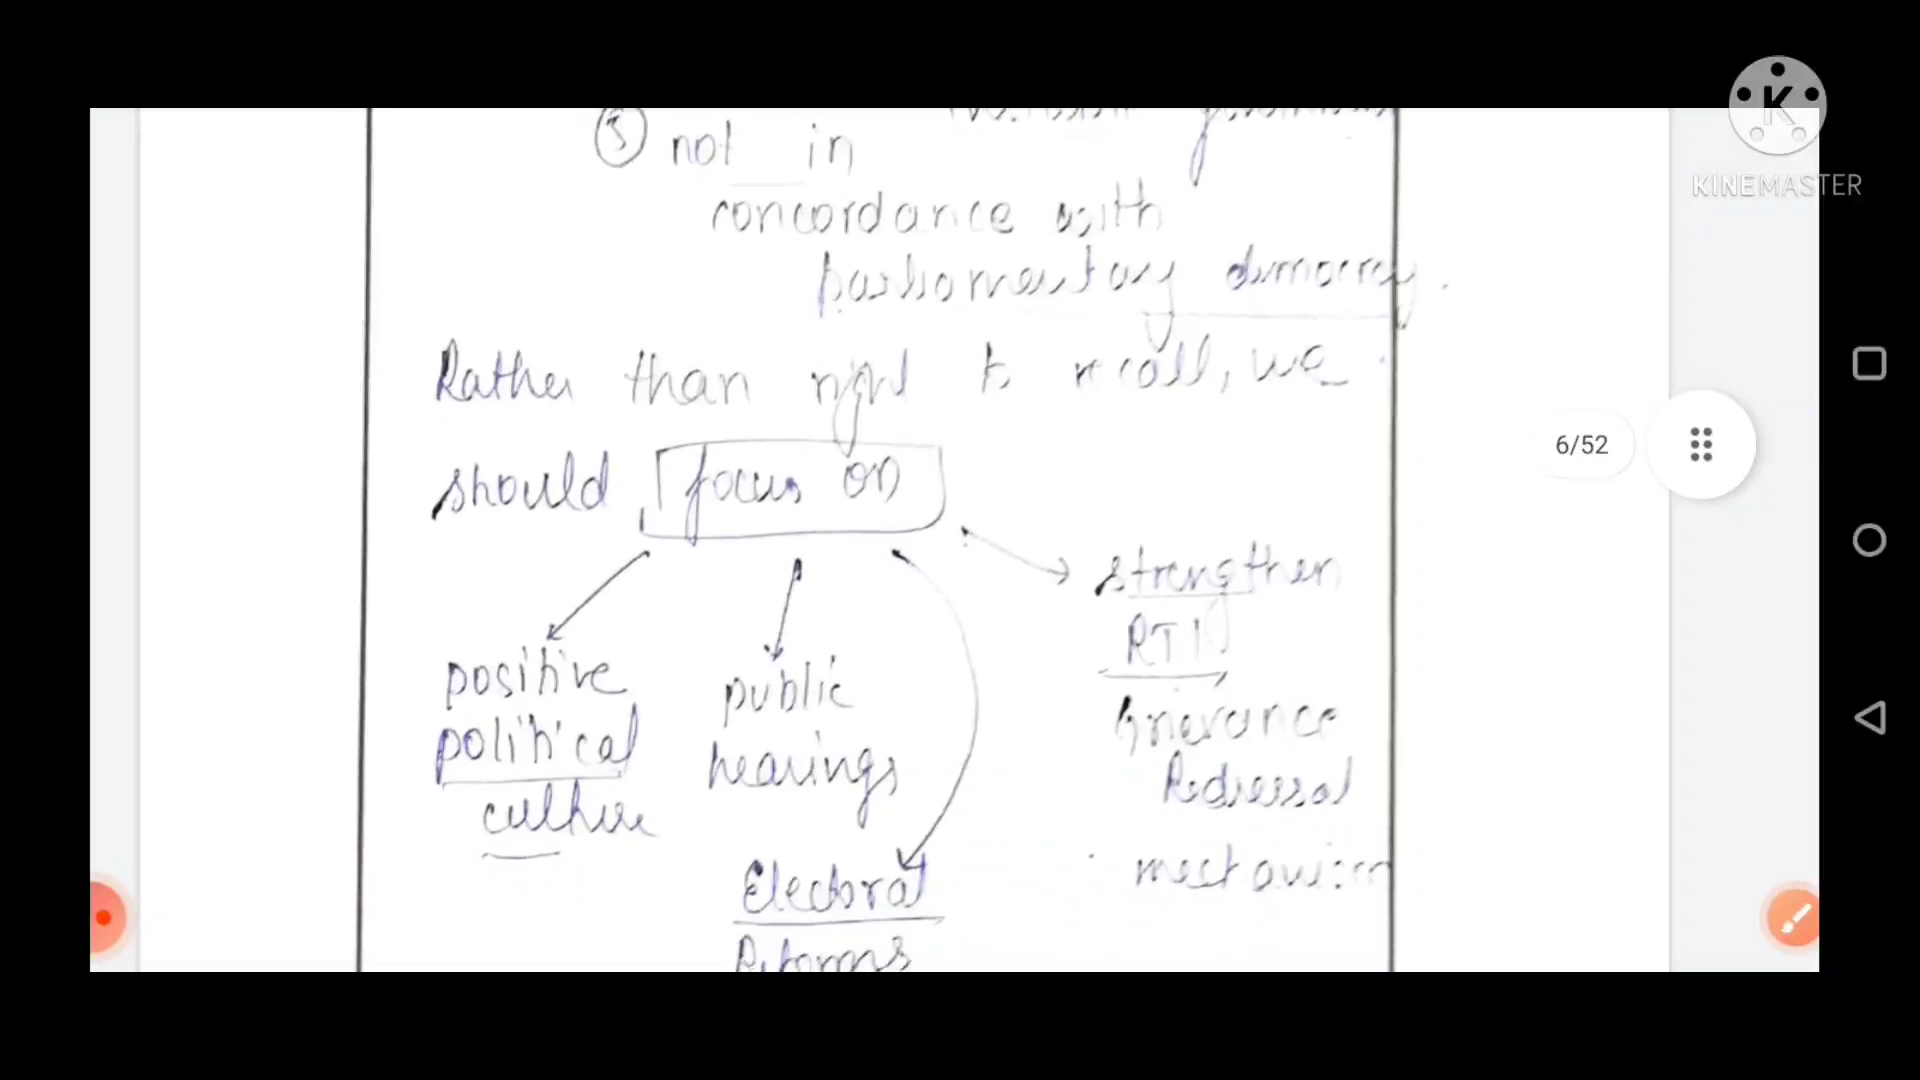 ③ not in
concordance with
parliamentary democracy.
Rather than right to recall, we
should focus on
positive
political
culture
public
hearings
Electoral
Reforms
strengthen
RTI
Grievance
Redressal
mechanism
6/52
K
KINEMASTER